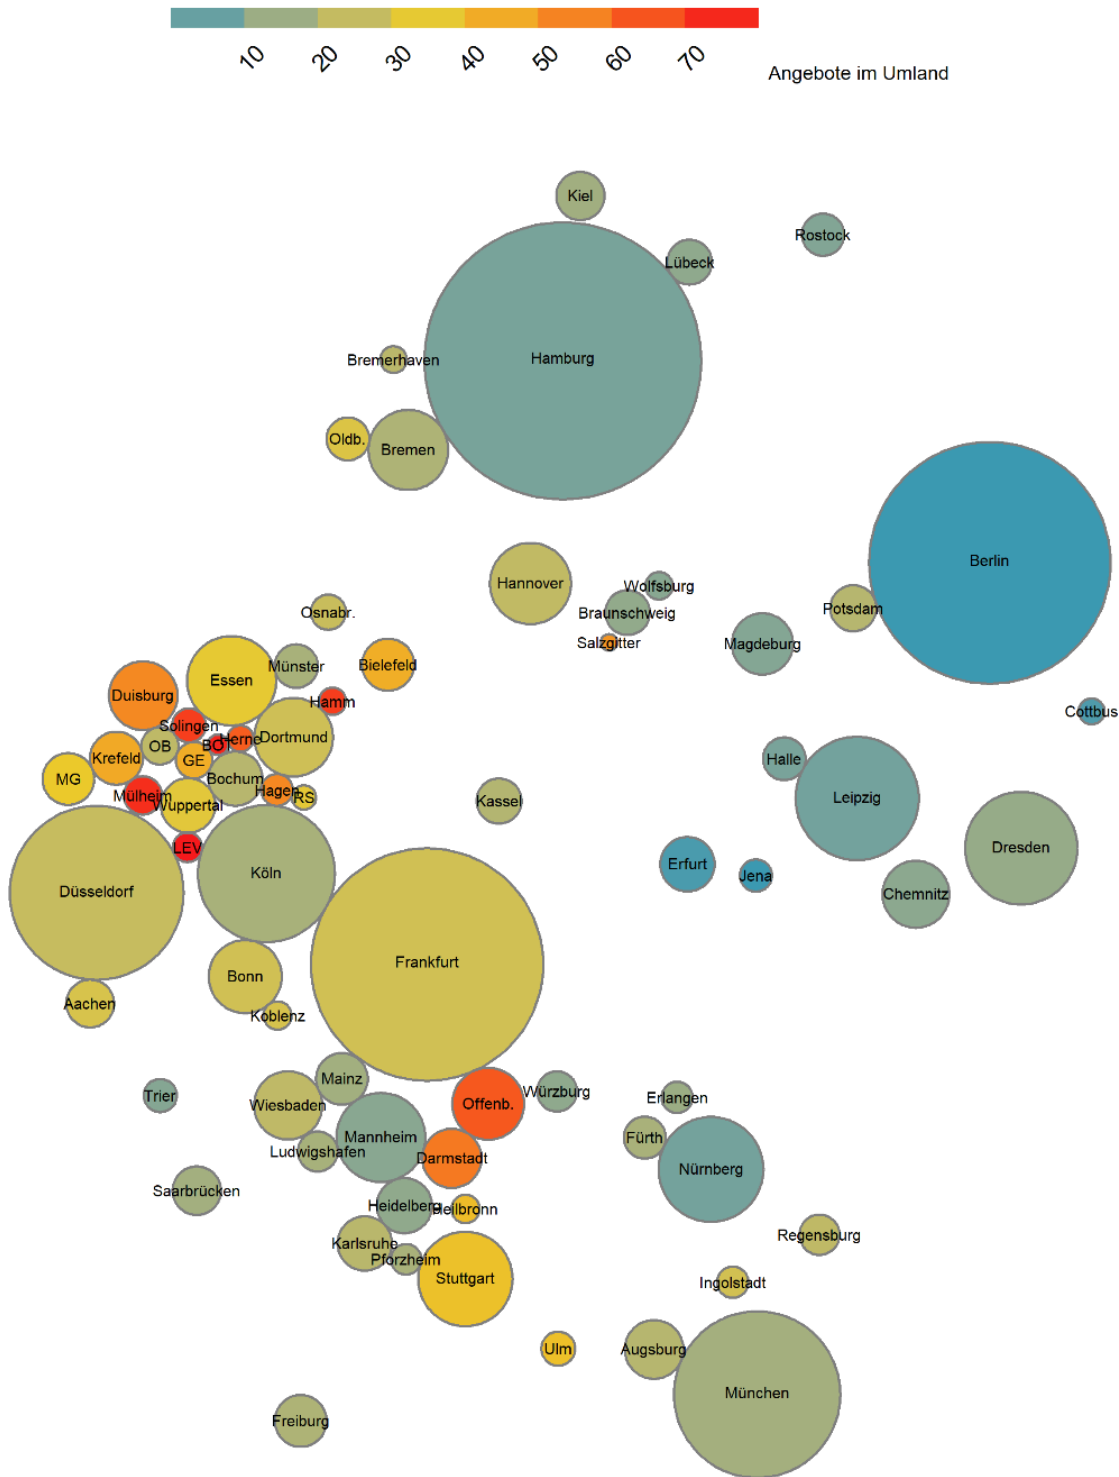 10 20 30 40 50 60 70
Angebote im Umland
Kiel
Rostock
Lübeck
Hamburg
Bremerhaven
Oldb.
Bremen
Berlin
Hannover
Wolfsburg
Braunschweig
Potsdam
Osnabr.
Salzgitter
Magdeburg
Münster
Bielefeld
Essen
Duisburg
Hamm
Cottbus
Solingen
Herne
Dortmund
BOT
OB
Krefeld
GE
Halle
MG
Bochum
Hagen
Mülheim
RS
Wuppertal
Kassel
Leipzig
LEV
Dresden
Köln
Erfurt
Jena
Düsseldorf
Chemnitz
Frankfurt
Bonn
Aachen
Koblenz
Mainz
Würzburg
Trier
Erlangen
Wiesbaden
Offenb.
Mannheim
Fürth
Ludwigshafen
Darmstadt
Nürnberg
Saarbrücken
Heidelberg
Heilbronn
Regensburg
Karlsruhe
Pforzheim
Stuttgart
Ingolstadt
Ulm
Augsburg
München
Freiburg